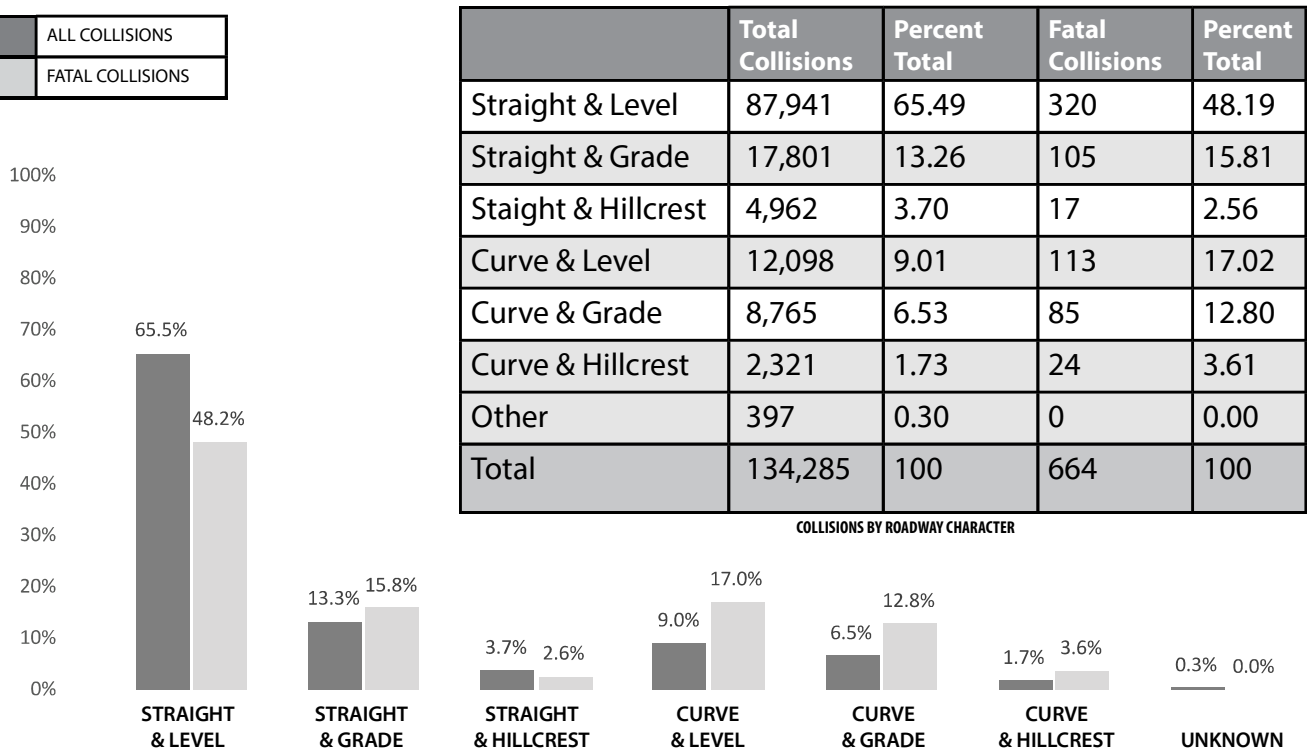 ALL COLLISIONS
FATAL COLLISIONS
Total Collisions Percent Total Fatal Collisions Percent Total
Straight & Level 87,941 65.49 320 48.19
Straight & Grade 17,801 13.26 105 15.81
Staight & Hillcrest 4,962 3.70 17 2.56
Curve & Level 12,098 9.01 113 17.02
Curve & Grade 8,765 6.53 85 12.80
Curve & Hillcrest 2,321 1.73 24 3.61
Other 397 0.30 0 0.00
Total 134,285 100 664 100
COLLISIONS BY ROADWAY CHARACTER
100%
90%
80%
70%
60%
50%
40%
30%
20%
10%
0%
65.5% 48.2%
13.3% 15.8%
3.7% 2.6%
9.0% 17.0%
6.5% 12.8%
1.7% 3.6%
0.3% 0.0%
STRAIGHT
& LEVEL
STRAIGHT
& GRADE
STRAIGHT
& HILLCREST
CURVE
& LEVEL
CURVE
& GRADE
CURVE
& HILLCREST
UNKNOWN